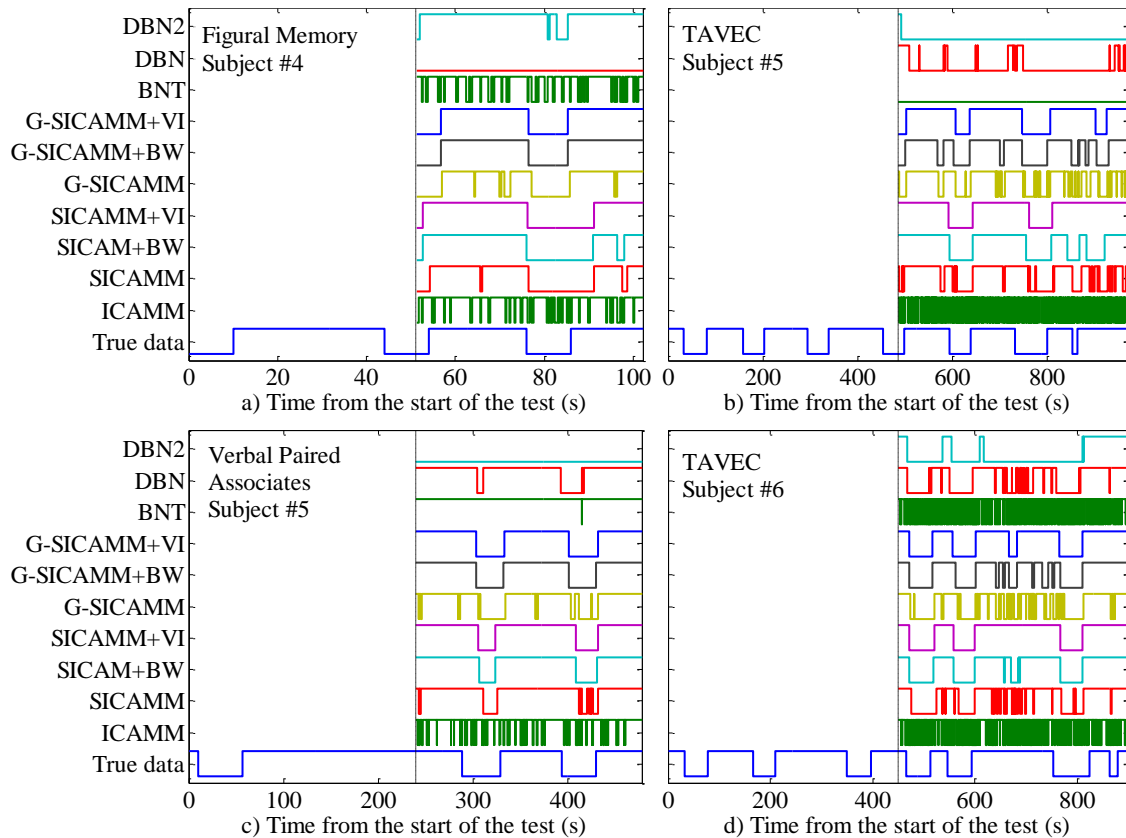 DBN2
DBN
BNT
G-SICAMM+VI
G-SICAMM+BW
G-SICAMM
SICAMM+VI
SICAM+BW
SICAMM
ICAMM
True data
Figural Memory
Subject #4
0 20 40 60 80 100
a) Time from the start of the test (s)
TAVEC
Subject #5
0 200 400 600 800
b) Time from the start of the test (s)
DBN2
DBN
BNT
G-SICAMM+VI
G-SICAMM+BW
G-SICAMM
SICAMM+VI
SICAM+BW
SICAMM
ICAMM
True data
Verbal Paired
Associates
Subject #5
0 100 200 300 400
c) Time from the start of the test (s)
TAVEC
Subject #6
0 200 400 600 800
d) Time from the start of the test (s)